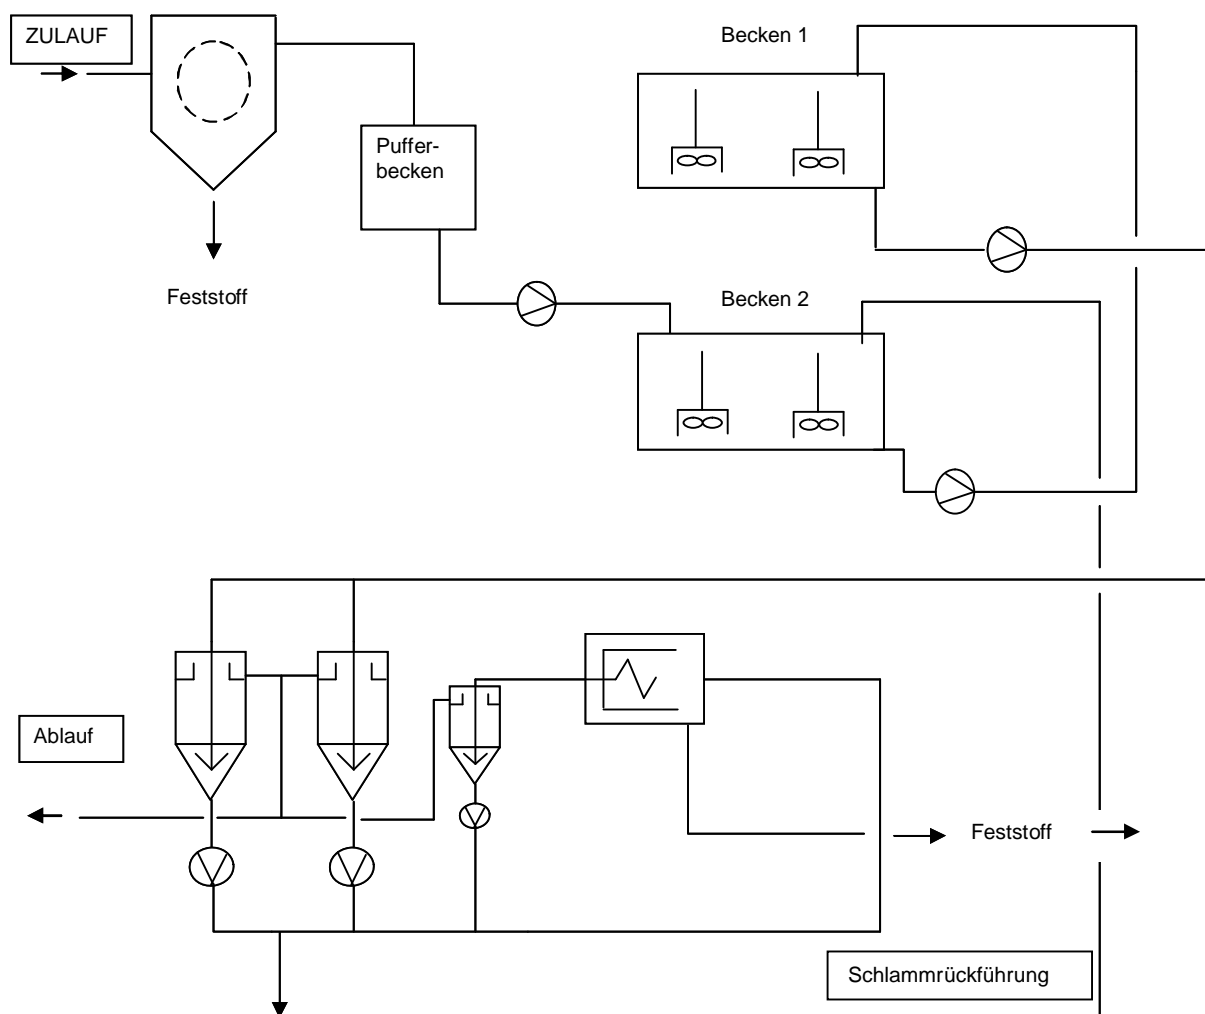 ZULAUF
Becken 1
Puffer-
becken
Feststoff
Becken 2
Ablauf
Feststoff
Schlammrückführung